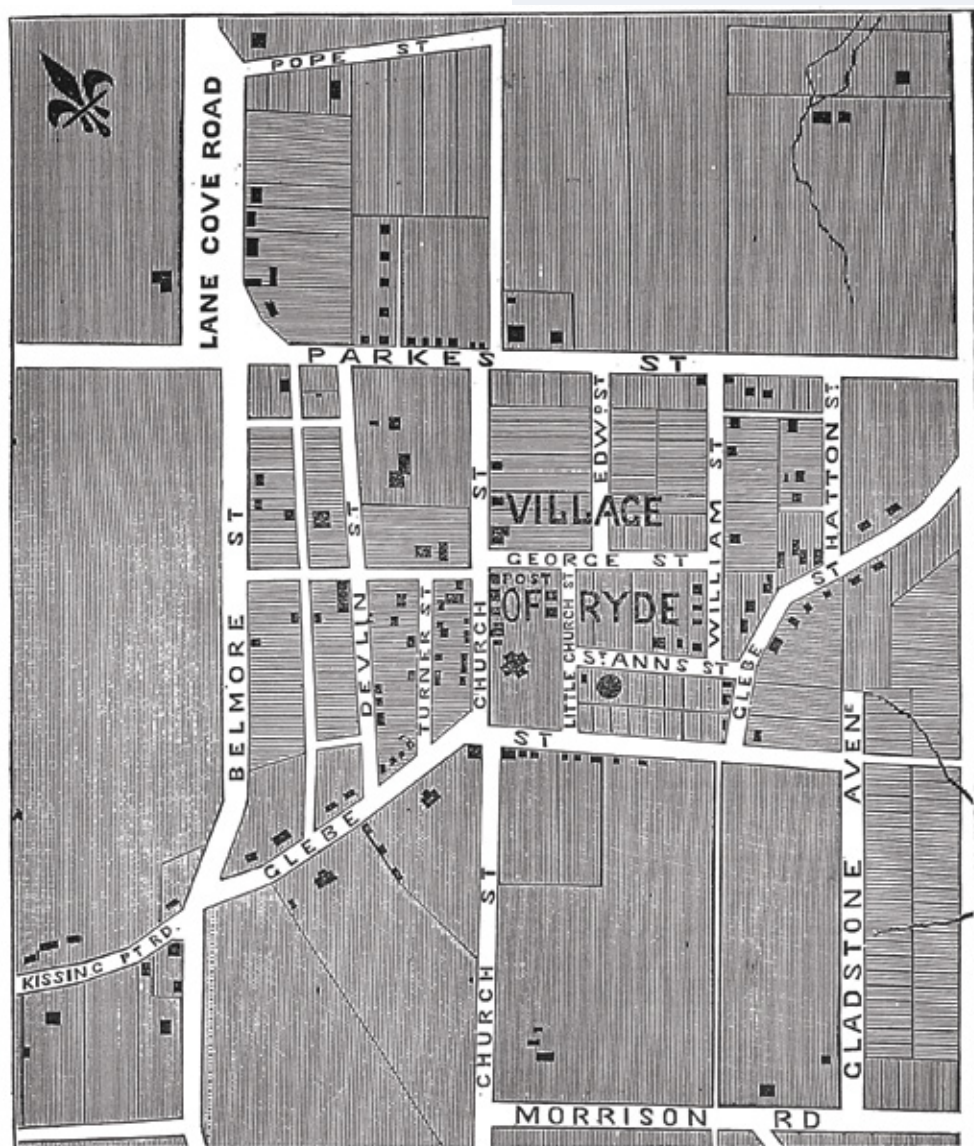 POPE ST
LANE COVE ROAD
PARKES ST
EDWD ST
HATTON ST
VILLAGE
OF RYDE
BELMORE ST
DEVLIN ST
TURNER ST
CHURCH ST
GEORGE ST
POST
LITTLE CHURCH ST
WILLIAM ST
ST ANNS ST
GLEBE ST
GLEBE ST
KISSING PT RD.
CHURCH ST
GLADSTONE AVENE
MORRISON RD